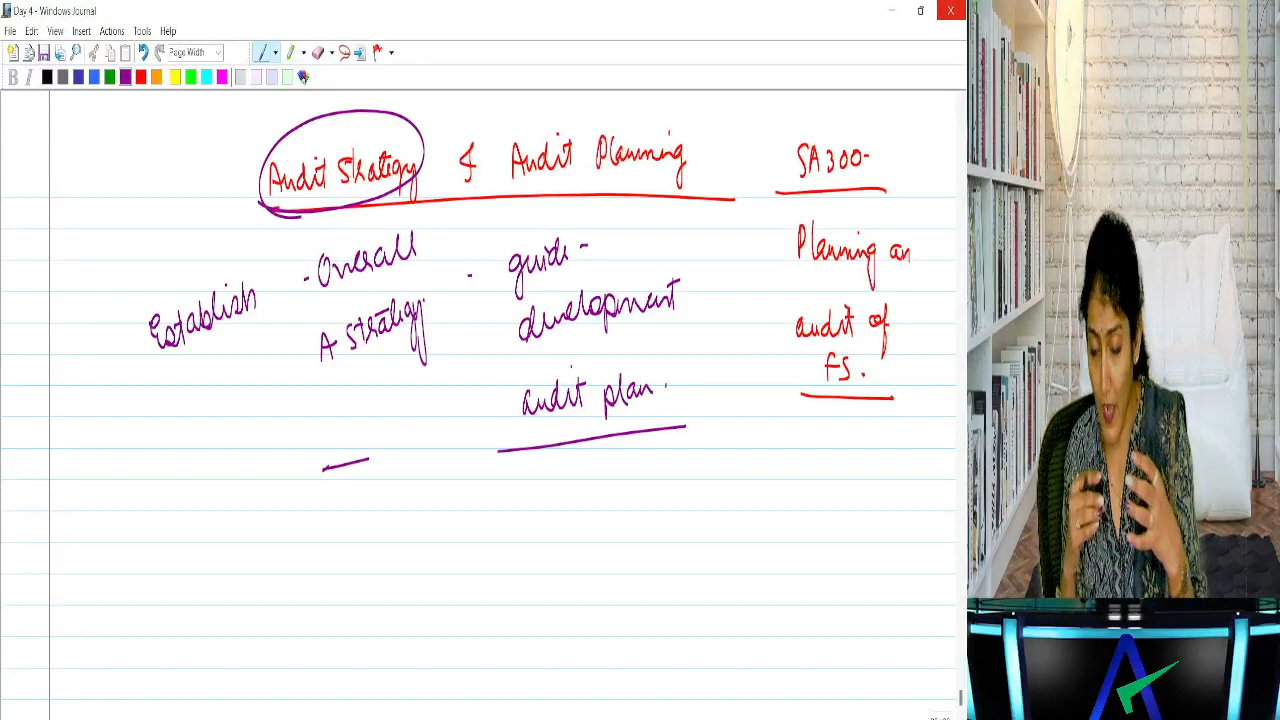 Day 4 - Windows Journal
File Edit View Insert Actions Tools Help
Page Width
B I
Audit Strategy & Audit Planning
SA 300-
Establish
- Overall
A- Strategy
- guide -
development
audit plan.
Planning an
audit of
FS.